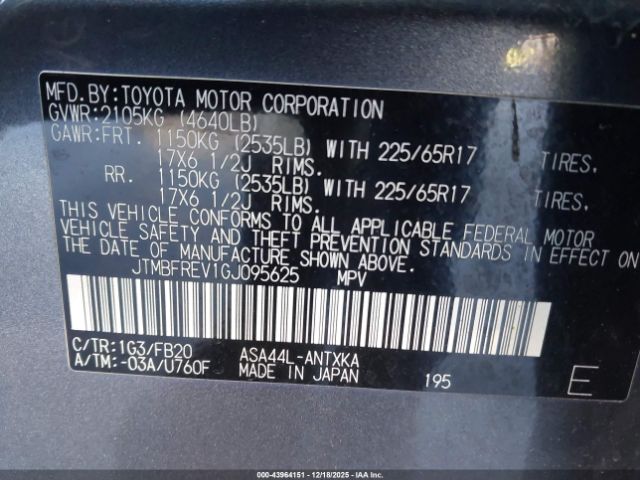 MFD.BY:TOYOTA MOTOR CORPORATION
GVWR:2105KG (4640LB)
GAWR:FRT. 1150KG (2535LB) WITH 225/65R17 TIRES,
17X6 1/2J RIMS.
RR. 1150KG (2535LB) WITH 225/65R17 TIRES,
17X6 1/2J RIMS.
THIS VEHICLE CONFORMS TO ALL APPLICABLE FEDERAL MOTOR
VEHICLE SAFETY AND THEFT PREVENTION STANDARDS IN EFFECT ON
THE DATE OF MANUFACTURE SHOWN ABOVE.
JTMBFREV1GJ095625 MPV
C/TR:1G3/FB20 ASA44L-ANTXKA
A/TM:-03A/U760F MADE IN JAPAN 195 E
000-43964151 - 12/18/2025 - IAA